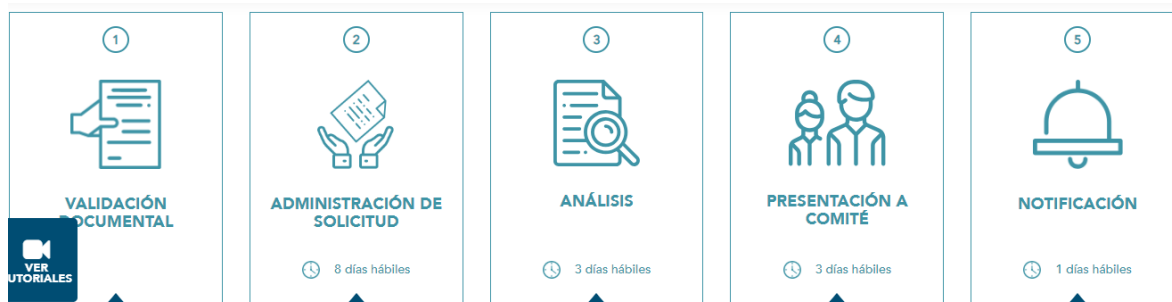 1
VALIDACIÓN
DOCUMENTAL
2
ADMINISTRACIÓN DE
SOLICITUD
8 días hábiles
3
ANÁLISIS
3 días hábiles
4
PRESENTACIÓN A
COMITÉ
3 días hábiles
5
NOTIFICACIÓN
1 días hábiles
VER
UTORIALES